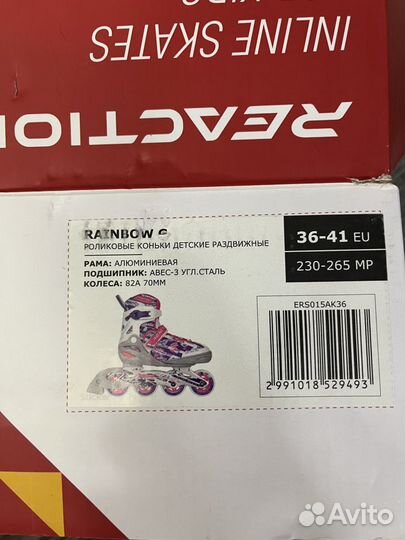 INLINE SKATES
REACTION
RAINBOW G
РОЛИКОВЫЕ КОНЬКИ ДЕТСКИЕ РАЗДВИЖНЫЕ
РАМА: АЛЮМИНИЕВАЯ
ПОДШИПНИК: ABEC-3 УГЛ.СТАЛЬ
КОЛЕСА: 82A 70MM
36-41 EU
230-265 MP
ERS015AK36
2 991018 529493
Avito